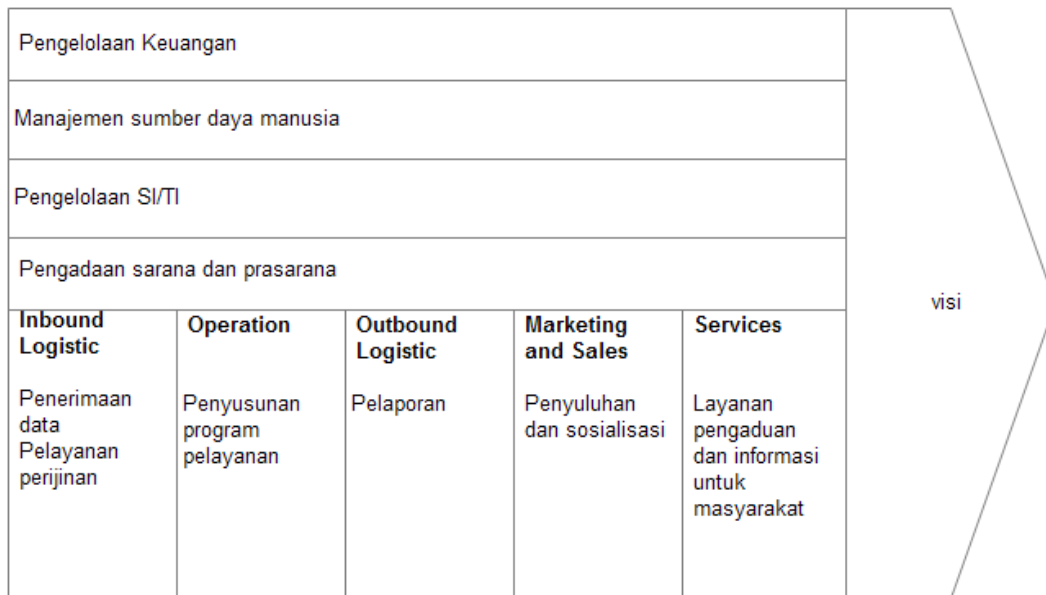 Pengelolaan Keuangan
Manajemen sumber daya manusia
Pengelolaan SI/TI
Pengadaan sarana dan prasarana
visi
Inbound
Logistic
Penerimaan
data
Pelayanan
perijinan
Operation
Penyusunan
program
pelayanan
Outbound
Logistic
Pelaporan
Marketing
and Sales
Penyuluhan
dan sosialisasi
Services
Layanan
pengaduan
dan informasi
untuk
masyarakat